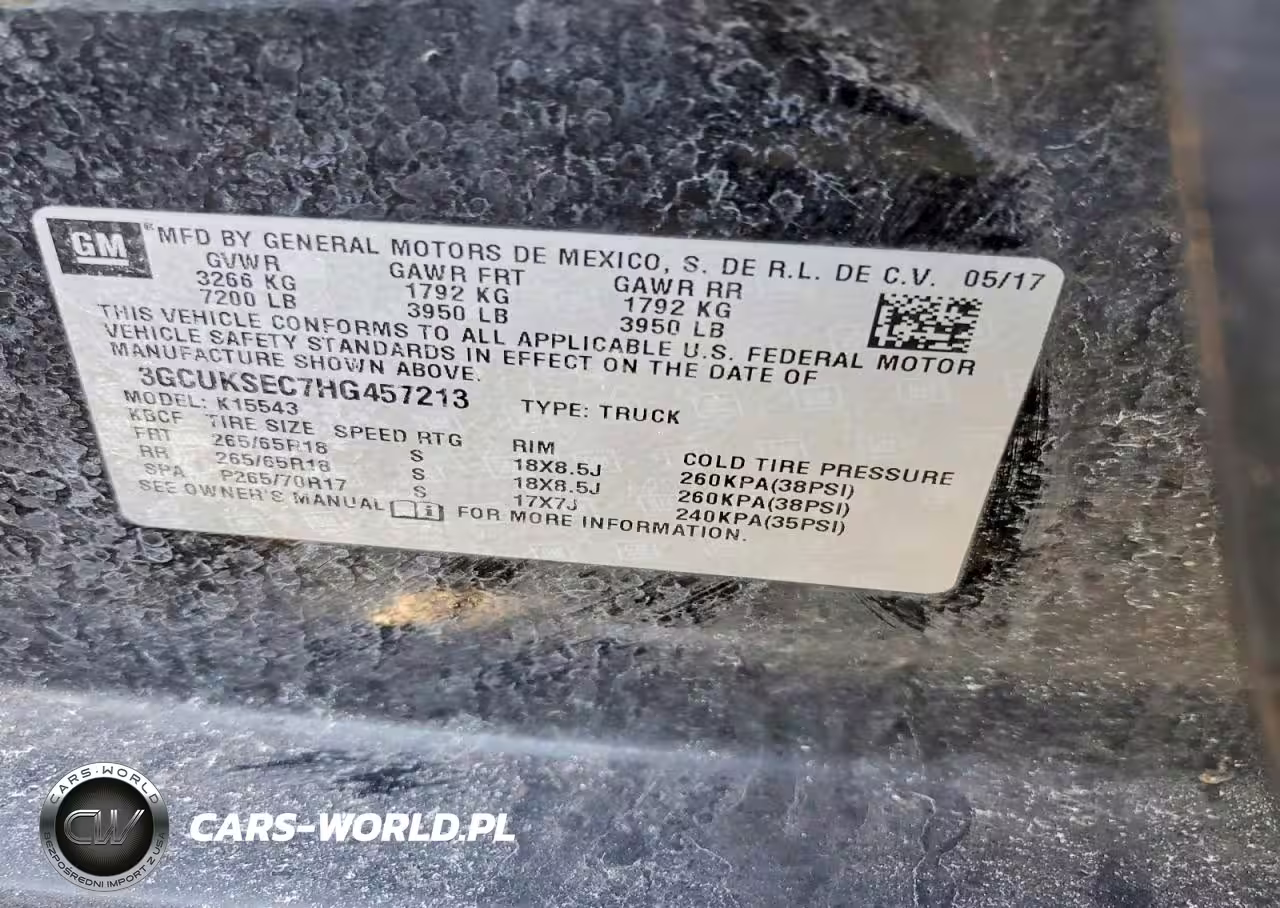 GM
® MFD BY GENERAL MOTORS DE MEXICO, S. DE R.L. DE C.V. 05/17
GVWR GAWR FRT GAWR RR
3266 KG 1792 KG 1792 KG
7200 LB 3950 LB 3950 LB
THIS VEHICLE CONFORMS TO ALL APPLICABLE U.S. FEDERAL MOTOR
VEHICLE SAFETY STANDARDS IN EFFECT ON THE DATE OF
MANUFACTURE SHOWN ABOVE.
3GCUKSEC7HG457213 TYPE: TRUCK
MODEL: K15543
KBCF TIRE SIZE SPEED RTG RIM COLD TIRE PRESSURE
FRT 265/65R18 S 18X8.5J 260KPA(38PSI)
RR 265/65R18 S 18X8.5J 260KPA(38PSI)
SPA P265/70R17 S 17X7J 240KPA(35PSI)
SEE OWNER'S MANUAL i FOR MORE INFORMATION.
CARS-WORLD
CW
BEZPOŚREDNI IMPORT Z USA
CARS-WORLD.PL